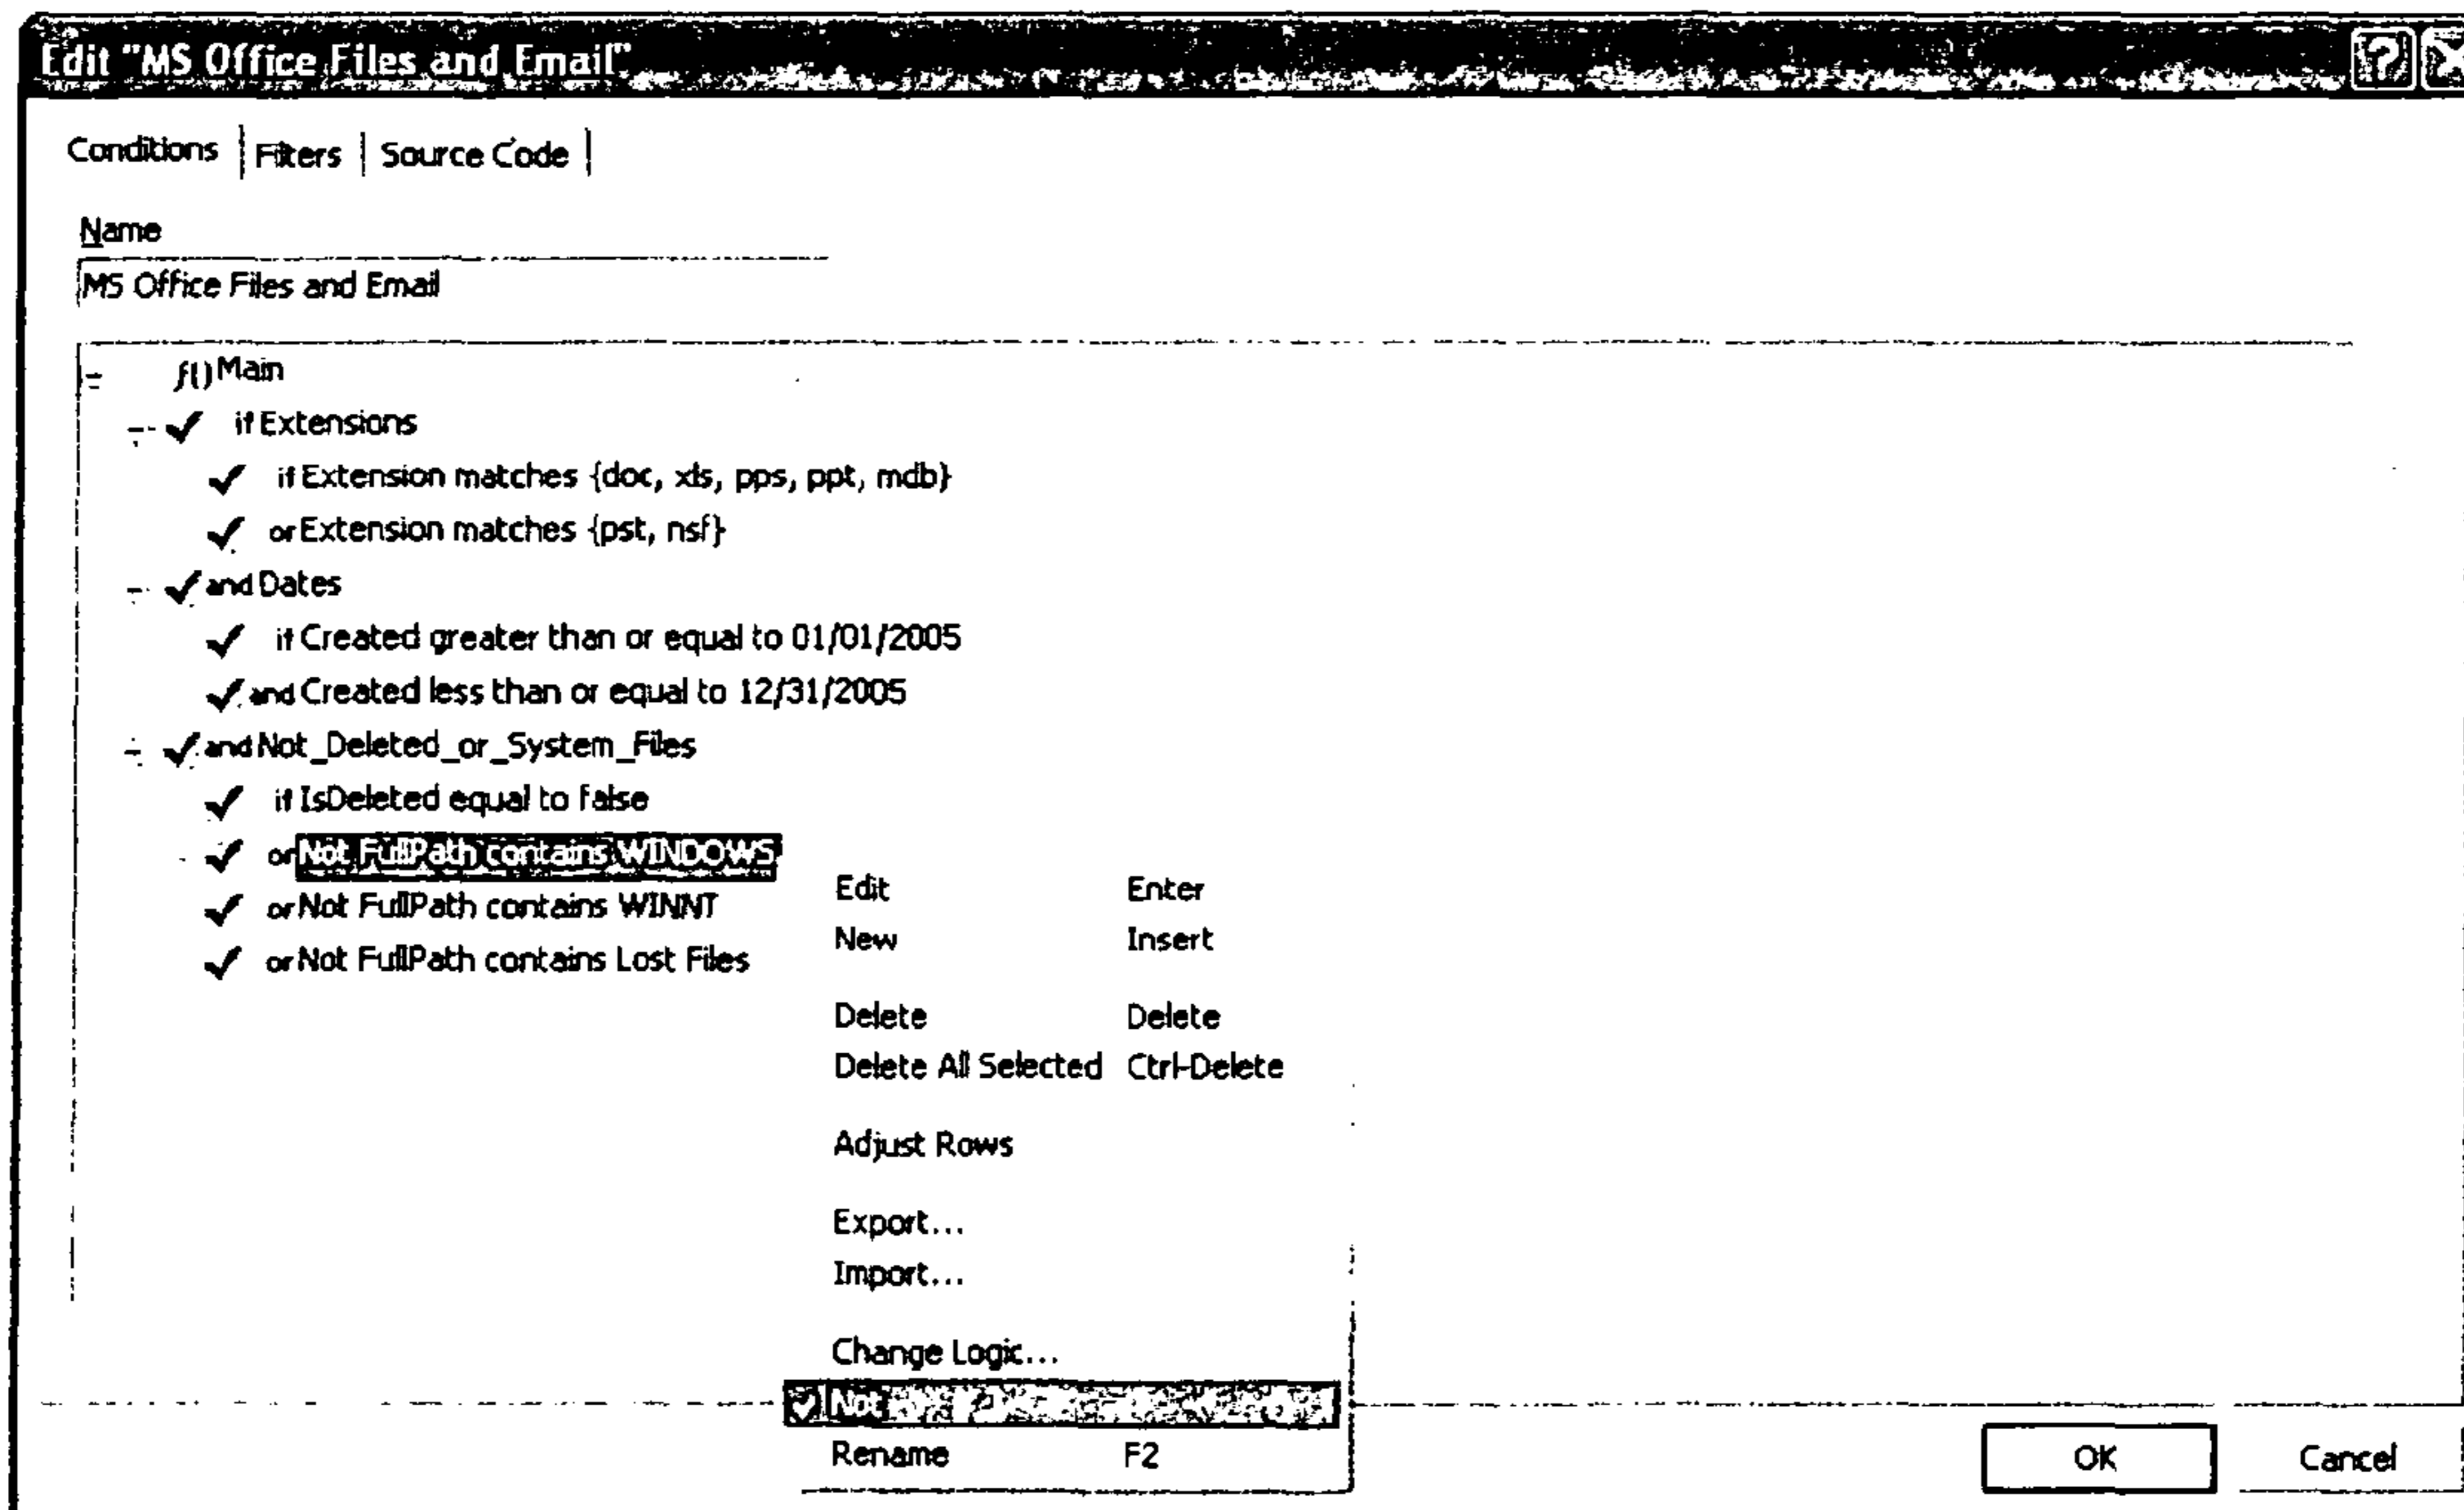 Edit "MS Office Files and Email"
Conditions Filters Source Code
Name
MS Office Files and Email
f() Main
if Extensions
if Extension matches {doc, xls, pps, ppt, mdb}
or Extension matches {pst, nsf}
and Dates
if Created greater than or equal to 01/01/2005
and Created less than or equal to 12/31/2005
and Not_Deleted_or_System_Files
if IsDeleted equal to false
or Not FullPath contains WINDOWS
or Not FullPath contains WINNT
or Not FullPath contains Lost Files
Edit Enter
New Insert
Delete Delete
Delete All Selected Ctrl-Delete
Adjust Rows
Export...
Import...
Change Logic...
Not
Rename F2
OK Cancel